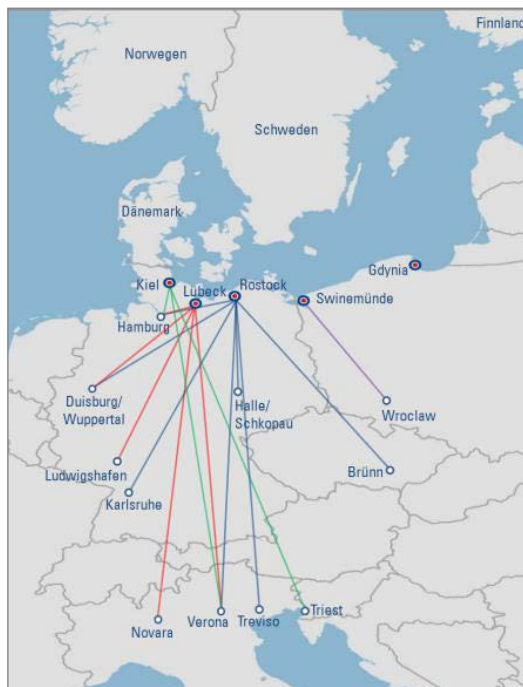 Finnland
Norwegen
Schweden
Dänemark
Gdynia
Kiel
Lübeck
Rostock
Swinemünde
Hamburg
Duisburg/
Wuppertal
Halle/
Schkopau
Wroclaw
Ludwigshafen
Brünn
Karlsruhe
Novara
Verona
Treviso
Triest